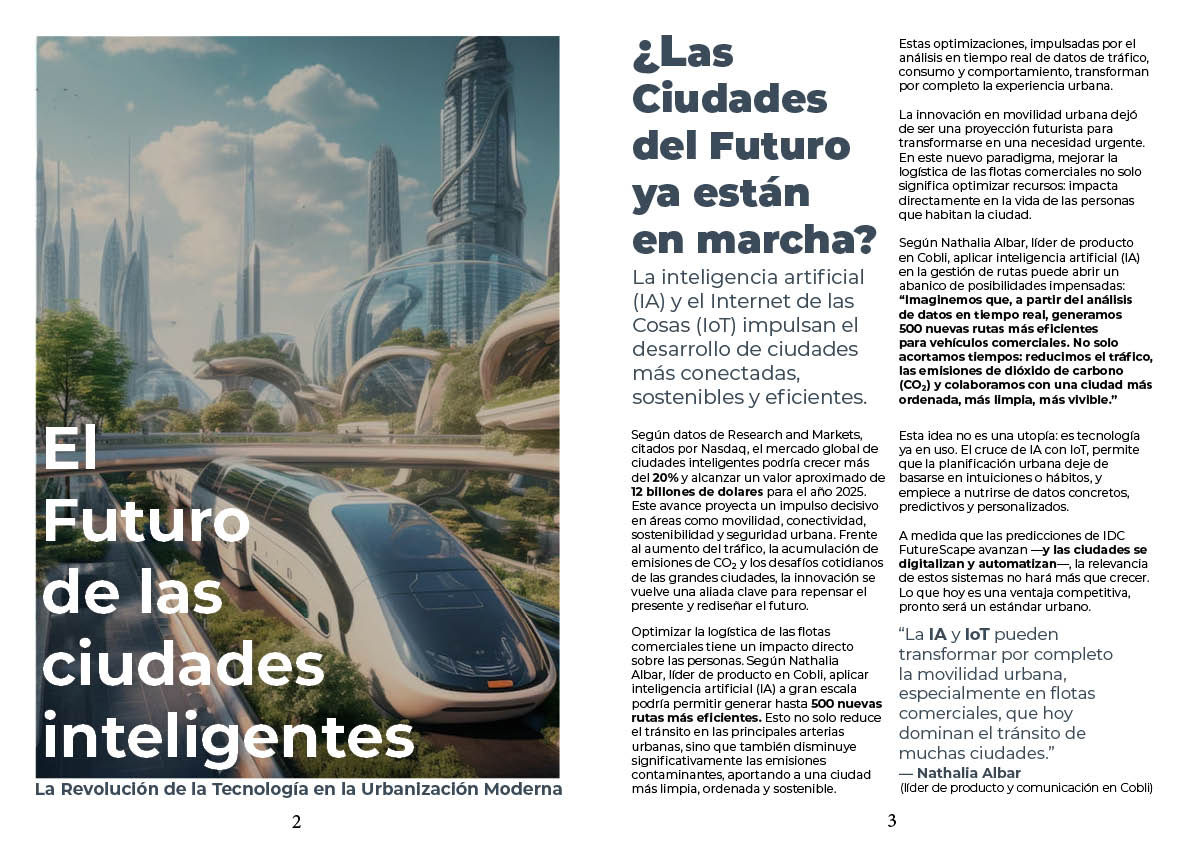 El
Futuro
de las
ciudades
inteligentes
La Revolución de la Tecnología en la Urbanización Moderna
2
¿Las
Ciudades
del Futuro
ya están
en marcha?
La inteligencia artificial
(IA) y el Internet de las
Cosas (IoT) impulsan el
desarrollo de ciudades
más conectadas,
sostenibles y eficientes.
Según datos de Research and Markets,
citados por Nasdaq, el mercado global de
ciudades inteligentes podría crecer más
del 20% y alcanzar un valor aproximado de
12 billones de dolares para el año 2025.
Este avance proyecta un impulso decisivo
en áreas como movilidad, conectividad,
sostenibilidad y seguridad urbana. Frente
al aumento del tráfico, la acumulación de
emisiones de CO₂ y los desafíos cotidianos
de las grandes ciudades, la innovación se
vuelve una aliada clave para repensar el
presente y rediseñar el futuro.
Optimizar la logística de las flotas
comerciales tiene un impacto directo
sobre las personas. Según Nathalia
Albar, líder de producto en Cobli, aplicar
inteligencia artificial (IA) a gran escala
podría permitir generar hasta 500 nuevas
rutas más eficientes. Esto no solo reduce
el tránsito en las principales arterias
urbanas, sino que también disminuye
significativamente las emisiones
contaminantes, aportando a una ciudad
más limpia, ordenada y sostenible.
Estas optimizaciones, impulsadas por el
análisis en tiempo real de datos de tráfico,
consumo y comportamiento, transforman
por completo la experiencia urbana.
La innovación en movilidad urbana dejó
de ser una proyección futurista para
transformarse en una necesidad urgente.
En este nuevo paradigma, mejorar la
logística de las flotas comerciales no solo
significa optimizar recursos: impacta
directamente en la vida de las personas
que habitan la ciudad.
Según Nathalia Albar, líder de producto
en Cobli, aplicar inteligencia artificial (IA)
en la gestión de rutas puede abrir un
abanico de posibilidades impensadas:
“Imaginemos que, a partir del análisis
de datos en tiempo real, generamos
500 nuevas rutas más eficientes
para vehículos comerciales. No solo
acortamos tiempos: reducimos el tráfico,
las emisiones de dióxido de carbono
(CO₂) y colaboramos con una ciudad más
ordenada, más limpia, más vivible.”
Esta idea no es una utopía: es tecnología
ya en uso. El cruce de IA con IoT, permite
que la planificación urbana deje de
basarse en intuiciones o hábitos, y
empiece a nutrirse de datos concretos,
predictivos y personalizados.
A medida que las predicciones de IDC
FutureScape avanzan —y las ciudades se
digitalizan y automatizan—, la relevancia
de estos sistemas no hará más que crecer.
Lo que hoy es una ventaja competitiva,
pronto será un estándar urbano.
“La IA y IoT pueden
transformar por completo
la movilidad urbana,
especialmente en flotas
comerciales, que hoy
dominan el tránsito de
muchas ciudades.”
— Nathalia Albar
(líder de producto y comunicación en Cobli)
3